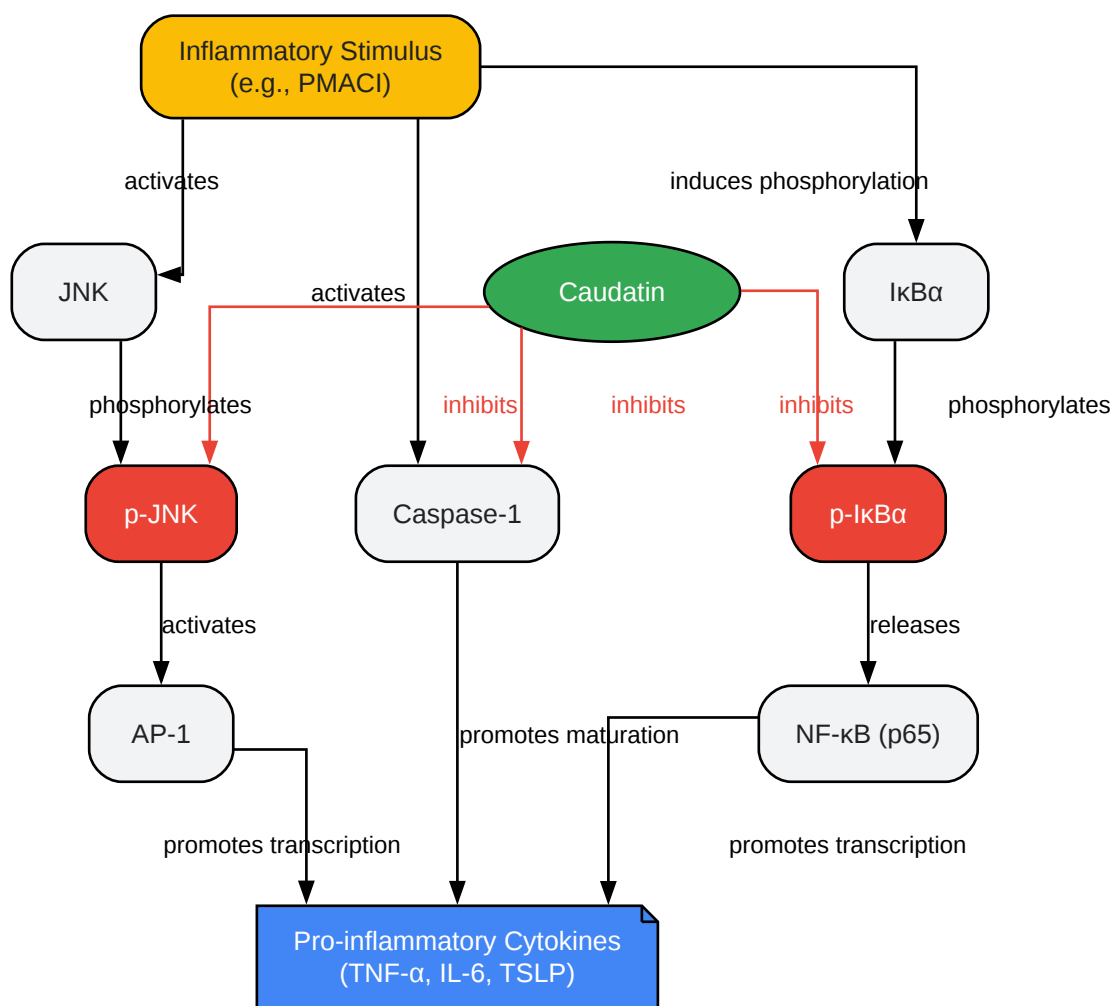 Inflammatory Stimulus
(e.g., PMACI)
activates
induces phosphorylation
JNK
activates
Caudatin
IκBα
phosphorylates
inhibits
inhibits
inhibits
phosphorylates
p-JNK
Caspase-1
p-IκBα
activates
releases
AP-1
promotes maturation
NF-κB (p65)
promotes transcription
promotes transcription
Pro-inflammatory Cytokines
(TNF-α, IL-6, TSLP)